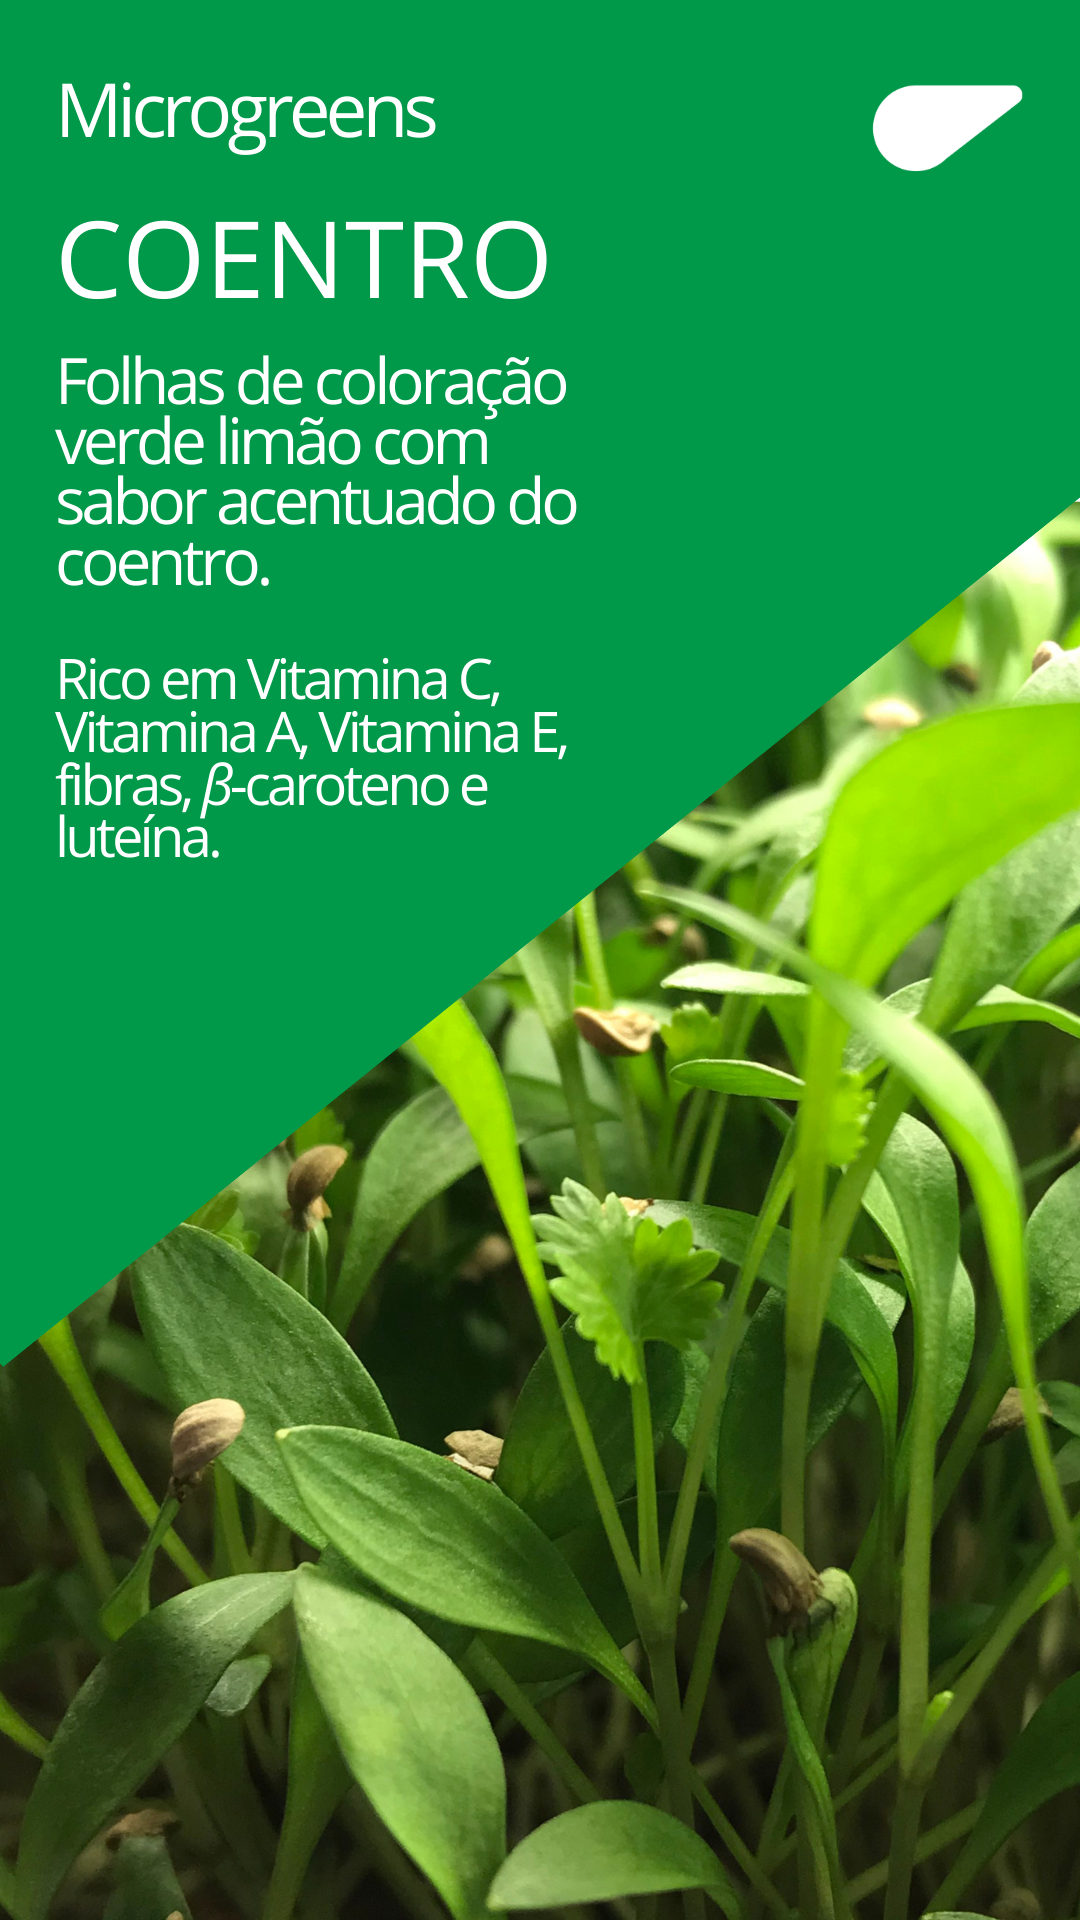 Microgreens
COENTRO
Folhas de coloração
verde limão com
sabor acentuado do
coentro.
Rico em Vitamina C,
Vitamina A, Vitamina E,
fibras, β-caroteno e
luteína.